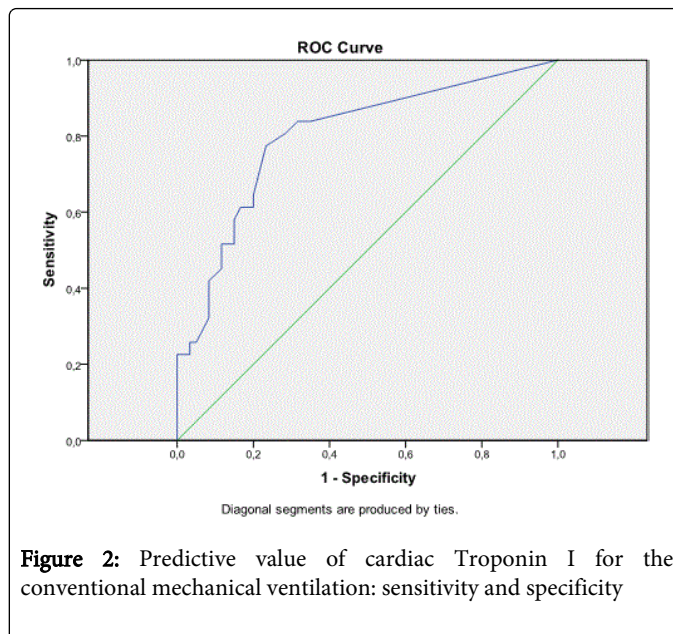 ROC Curve
1,0
0,8
0,6
0,4
0,2
0,0
Sensitivity
0,0 0,2 0,4 0,6 0,8 1,0
1 - Specificity
Diagonal segments are produced by ties.
Figure 2: Predictive value of cardiac Troponin I for the
conventional mechanical ventilation: sensitivity and specificity